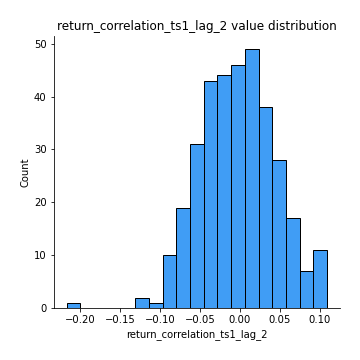 return_correlation_ts1_lag_2 value distribution
50
40
30
20
10
0
Count
−0.20 −0.15 −0.10 −0.05 0.00 0.05 0.10
return_correlation_ts1_lag_2